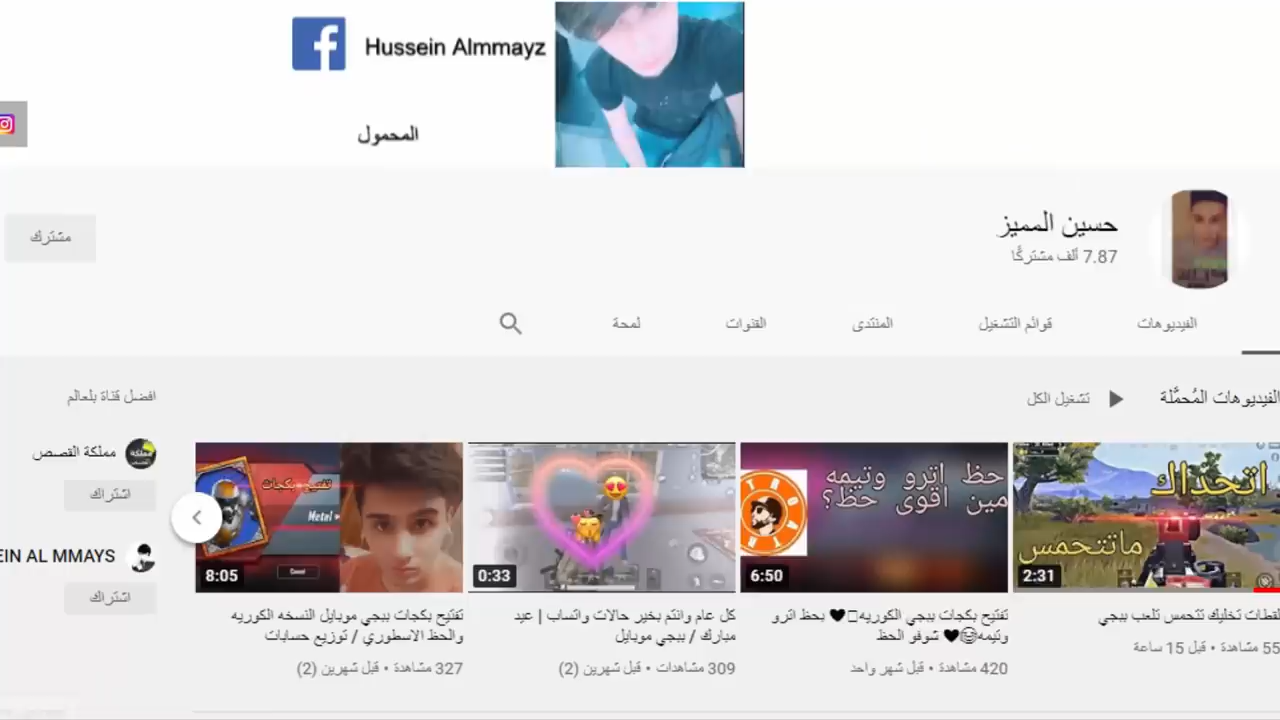 Hussein Almmayz
المحمول
حسين المميز
7.87 ألف مشتركًا
مشترك
الفيديوهات
قوائم التشغيل
المنتدى
القنوات
لمحة
الفيديوهات المُحمَّلة
تشغيل الكل
افضل قناة بلعالم
مملكة القصص
اشتراك
EIN AL MMAYS
اشتراك
اتحداك
ماتتحمس
2:31
لقطات تخليك تتحمس تلعب ببجي
55 مشاهدة • قبل 15 ساعة
حظ اترو وتيمه
مين اقوى حظ؟
6:50
تفتيح بكجات ببجي الكوريه🖤 بحظ اترو
وتيمه😂🖤 شوفو الحظ
420 مشاهدة • قبل شهر واحد
0:33
كل عام وانتم بخير حالات واتساب | عيد
مبارك / ببجي موبايل
309 مشاهدات • قبل شهرين (2)
تفتيح بكجات
Metal
8:05
تفتيح بكجات ببجي موبايل النسخه الكوريه
والحظ الاسطوري / توزيع حسابات
327 مشاهدة • قبل شهرين (2)